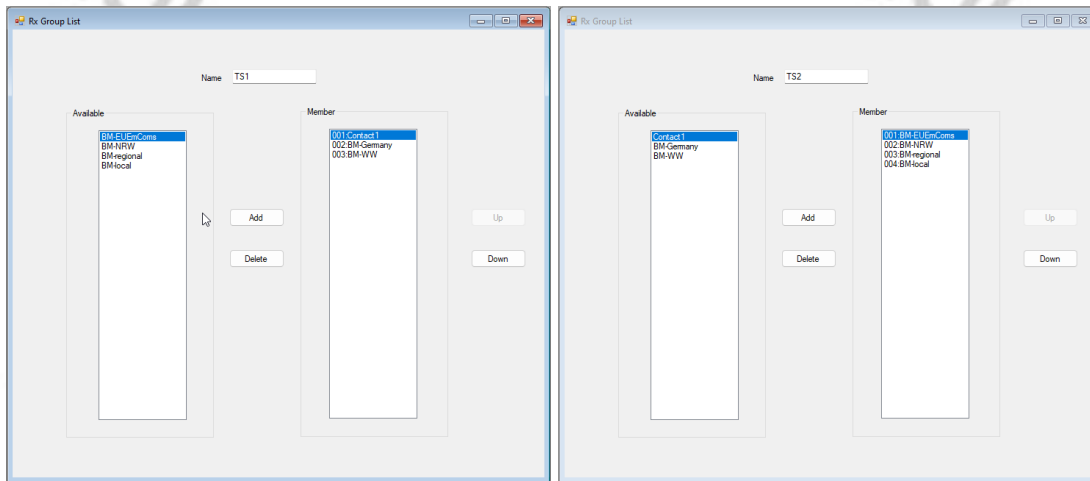 Rx Group List
Name TS1
Available
BM-EUEmComs
BM-NRW
BM-regional
BM-local
Member
001:Contact1
002:BM-Germany
003:BM-WW
Add
Delete
Up
Down
Rx Group List
Name TS2
Available
Contact1
BM-Germany
BM-WW
Member
001:BM-EUEmComs
002:BM-NRW
003:BM-regional
004:BM-local
Add
Delete
Up
Down